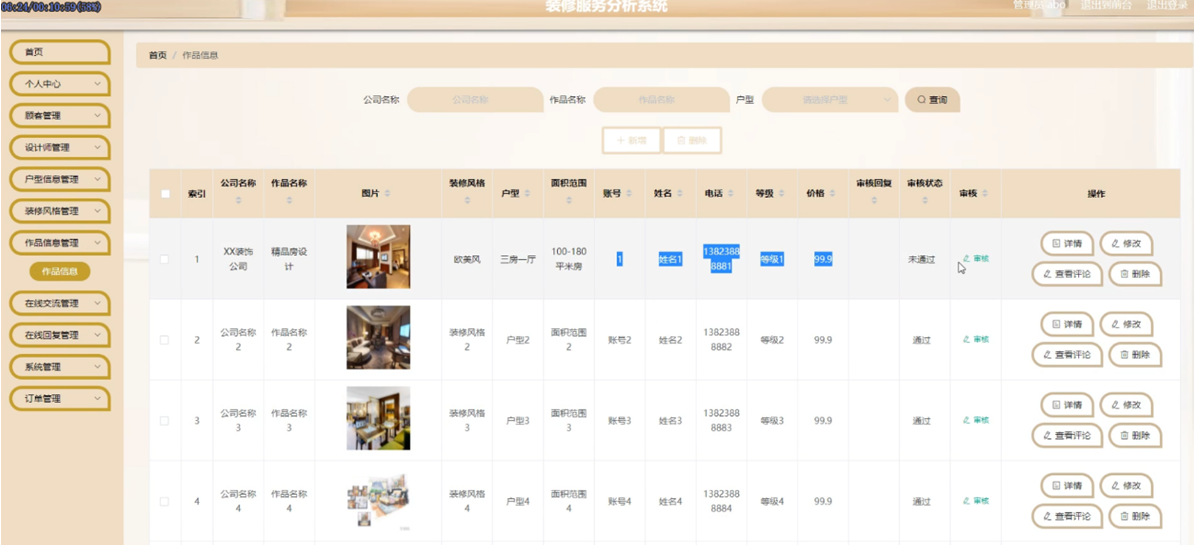 00:24/00:10:59(58%)
装修服务分析系统
管理员abo 退出到前台 退出登录
首页
个人中心
顾客管理
设计师管理
户型信息管理
装修风格管理
作品信息管理
作品信息
在线交流管理
在线回复管理
系统管理
订单管理
首页 / 作品信息
公司名称 公司名称 作品名称 作品名称 户型 请选择户型 查询
新增 删除
索引 公司名称 作品名称 图片 装修风格 户型 面积范围 账号 姓名 电话 等级 价格 审核回复 审核状态 审核 操作
1 XX装饰公司 精品房设计 欧美风 三房一厅 100-180平米房 1 姓名1 13823888881 等级1 99.9 未通过 审核 详情 修改
查看评论 删除
2 公司名称2 作品名称2 装修风格2 户型2 面积范围2 账号2 姓名2 13823888882 等级2 99.9 通过 审核 详情 修改
查看评论 删除
3 公司名称3 作品名称3 装修风格3 户型3 面积范围3 账号3 姓名3 13823888883 等级3 99.9 通过 审核 详情 修改
查看评论 删除
4 公司名称4 作品名称4 装修风格4 户型4 面积范围4 账号4 姓名4 13823888884 等级4 99.9 通过 审核 详情 修改
查看评论 删除